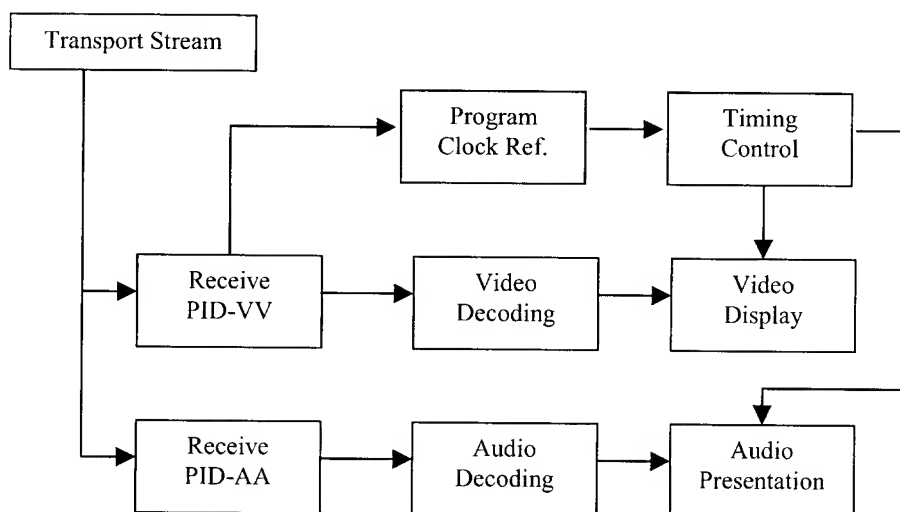 Transport Stream
Program
Clock Ref.
Timing
Control
Receive
PID-VV
Video
Decoding
Video
Display
Receive
PID-AA
Audio
Decoding
Audio
Presentation